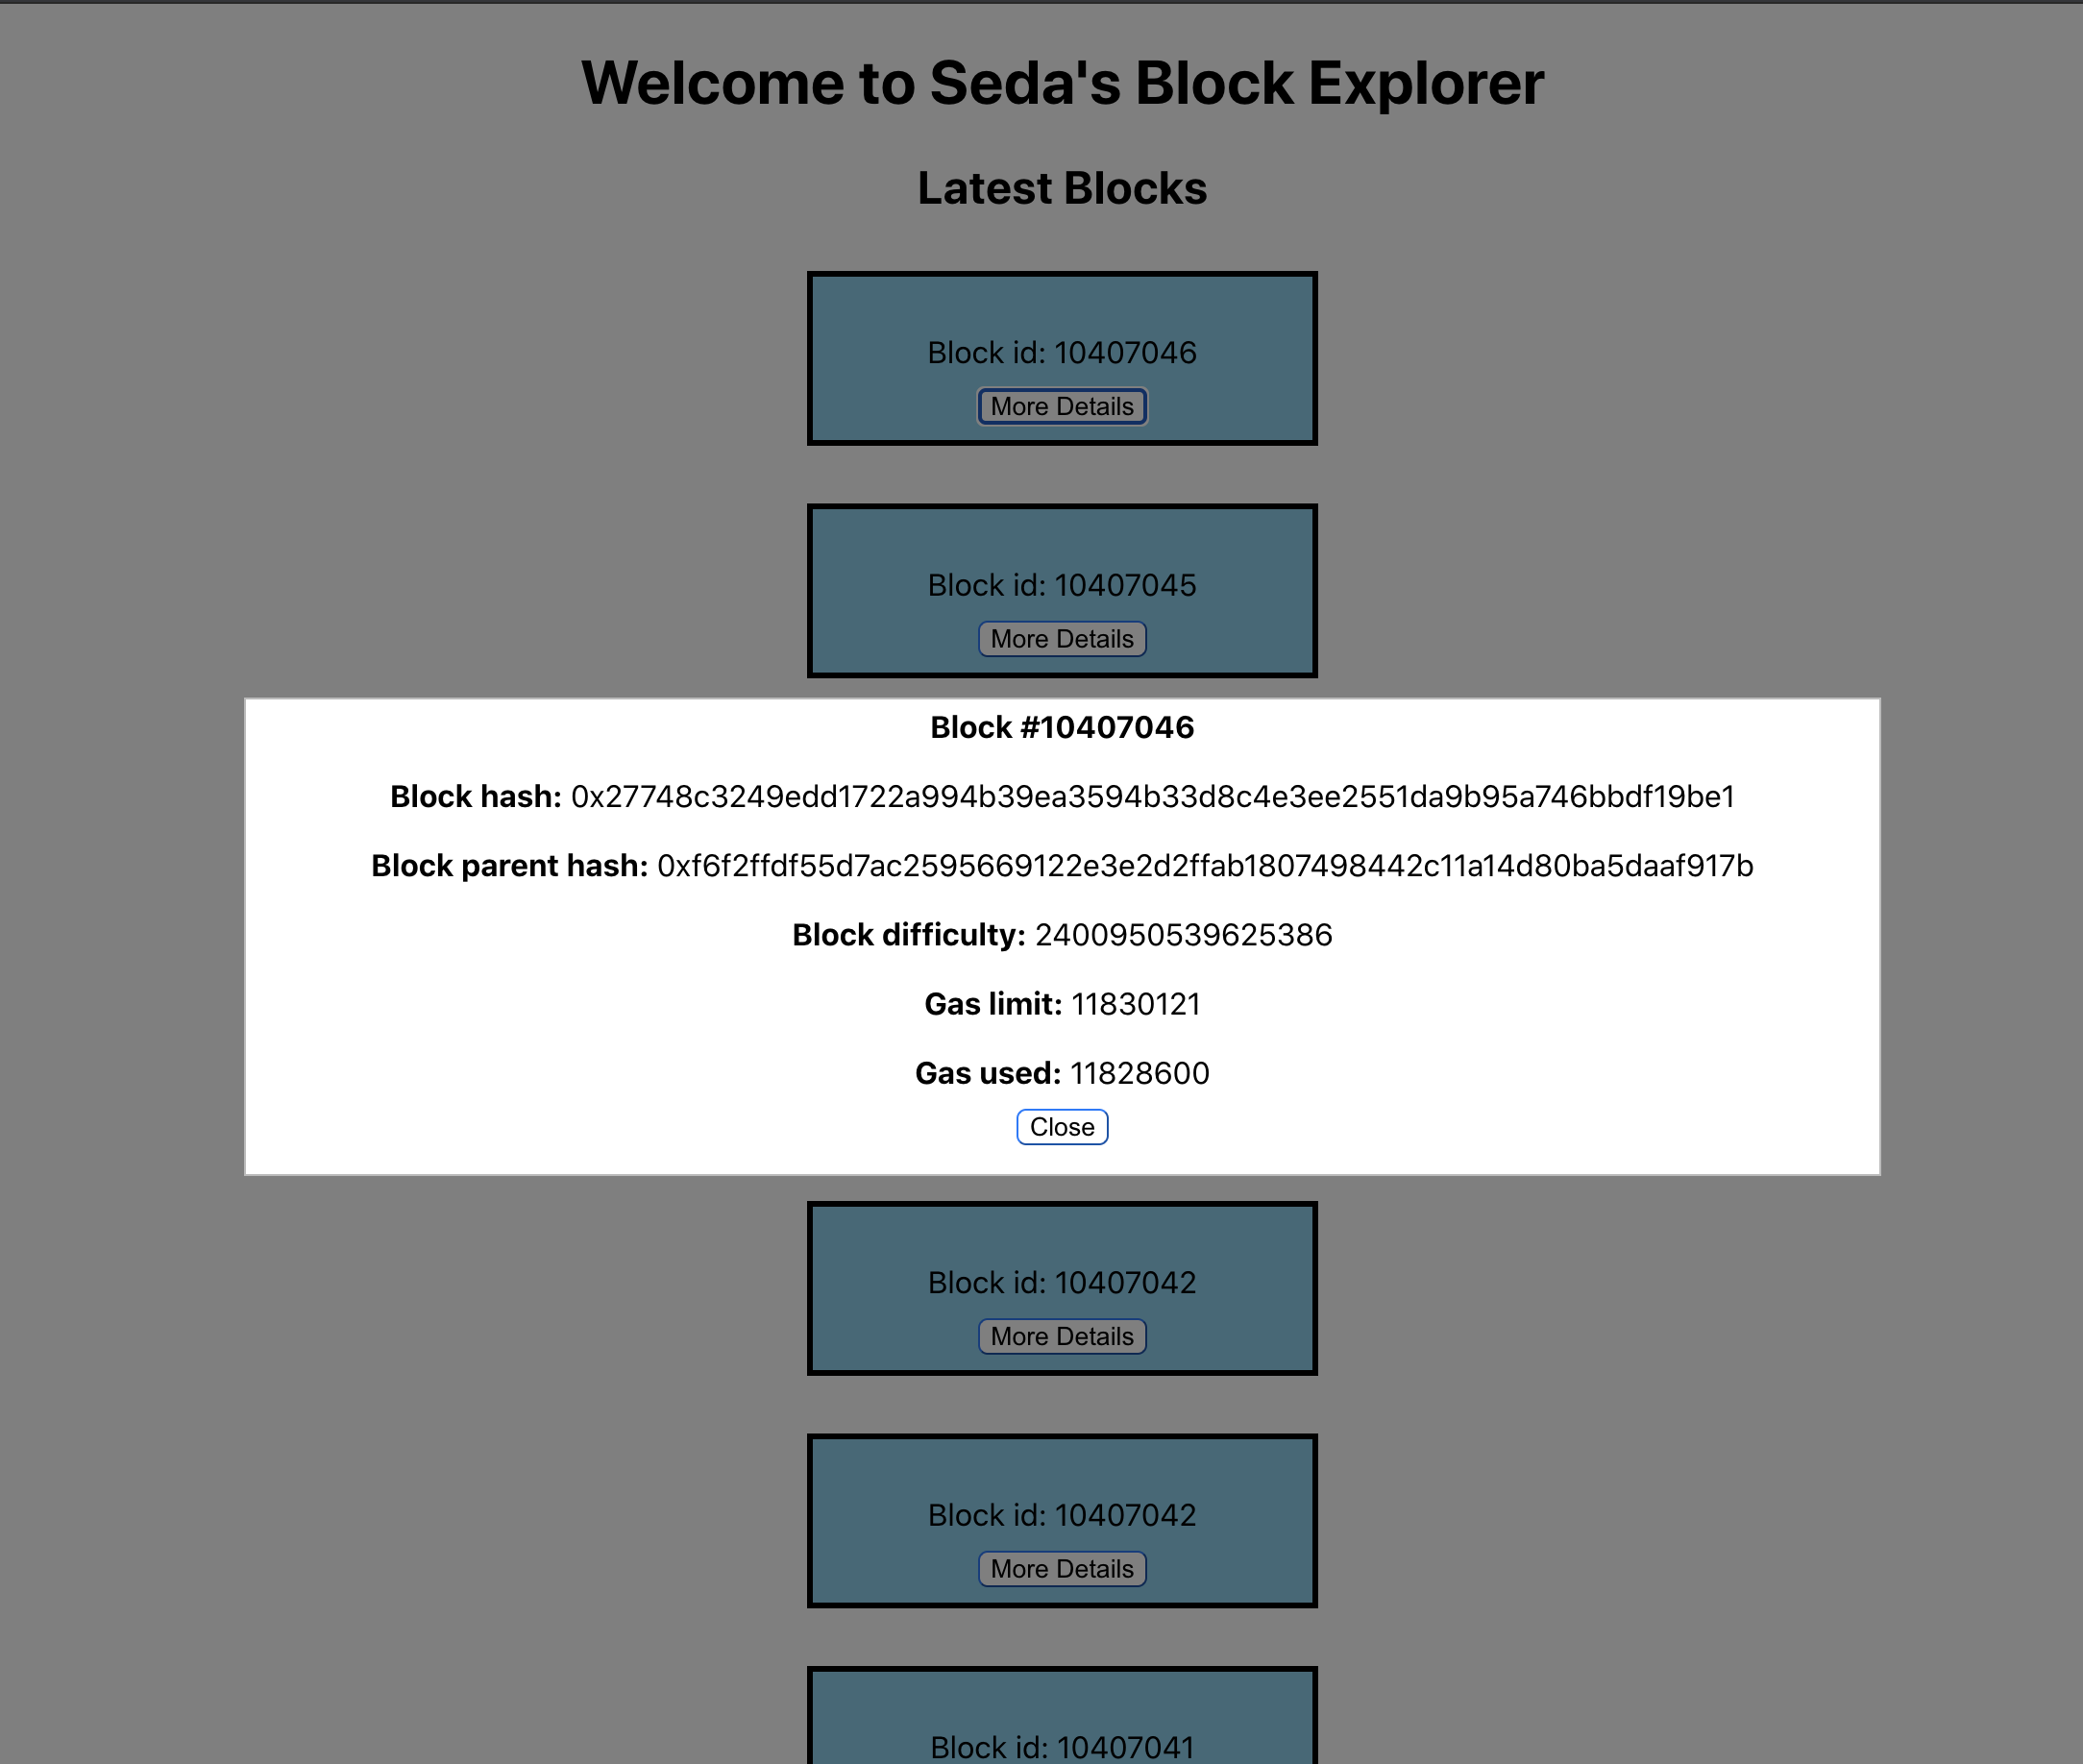 Welcome to Seda's Block Explorer
Latest Blocks
Block id: 10407046
More Details
Block id: 10407045
More Details
Block #10407046
Block hash: 0x27748c3249edd1722a994b39ea3594b33d8c4e3ee2551da9b95a746bbdf19be1
Block parent hash: 0xf6f2ffdf55d7ac2595669122e3e2d2ffab1807498442c11a14d80ba5daaf917b
Block difficulty: 2400950539625386
Gas limit: 11830121
Gas used: 11828600
Close
Block id: 10407042
More Details
Block id: 10407042
More Details
Block id: 10407041